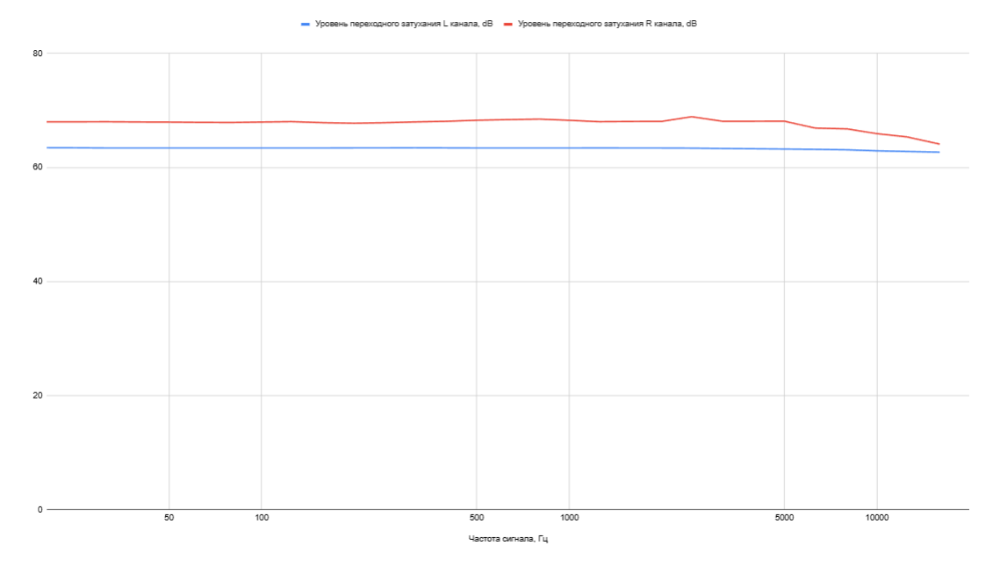 Уровень переходного затухания L канала, dB Уровень переходного затухания R канала, dB
80
60
40
20
0
50 100 500 1000 5000 10000
Частота сигнала, Гц